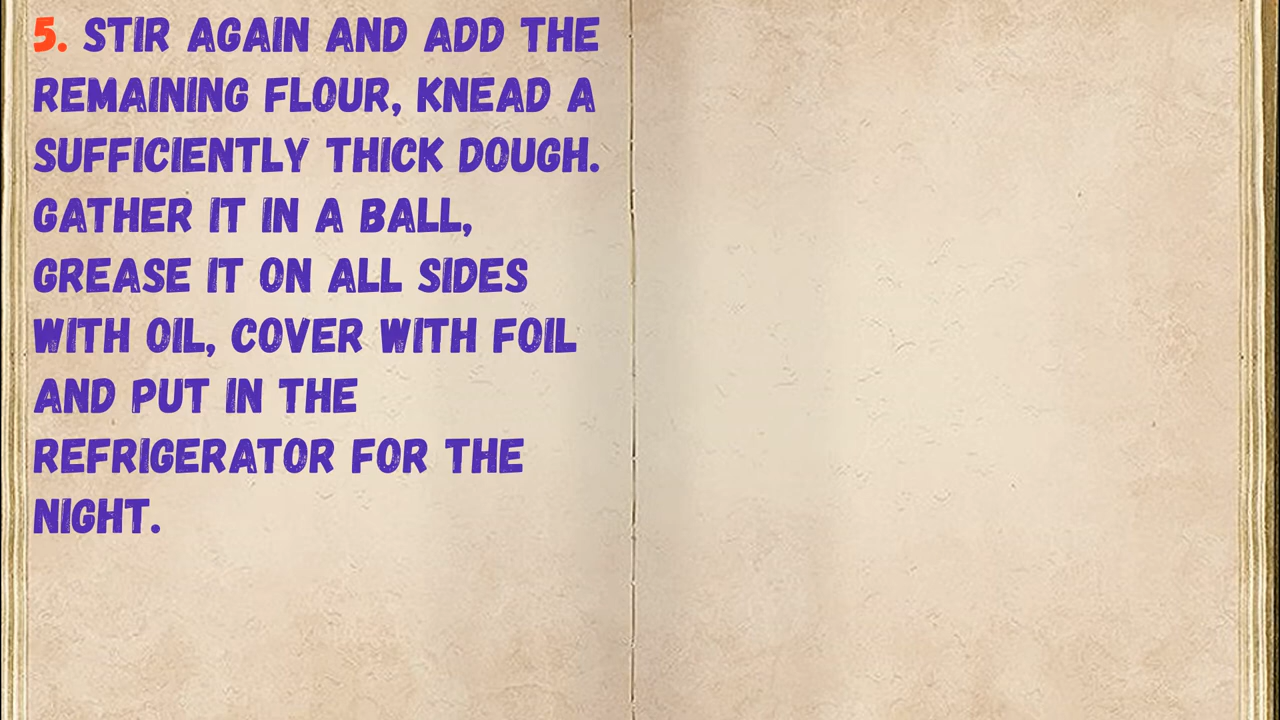 5. STIR AGAIN AND ADD THE
REMAINING FLOUR, KNEAD A
SUFFICIENTLY THICK DOUGH.
GATHER IT IN A BALL,
GREASE IT ON ALL SIDES
WITH OIL, COVER WITH FOIL
AND PUT IN THE
REFRIGERATOR FOR THE
NIGHT.